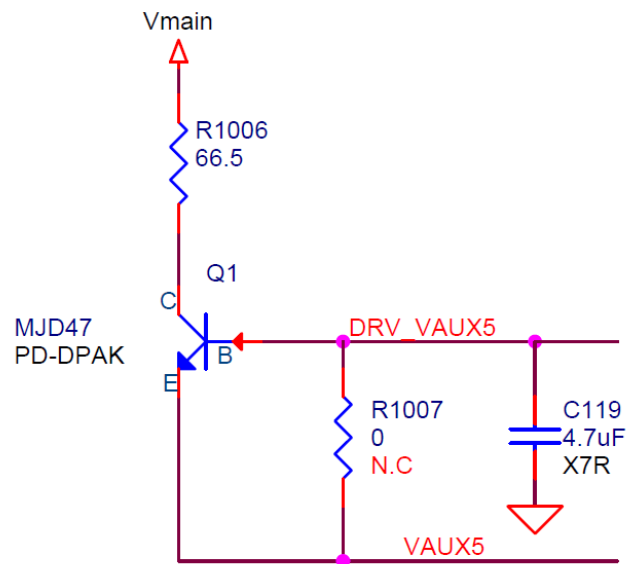 Vmain
R1006
66.5
Q1
C
MJD47
PD-DPAK
B
E
DRV_VAUX5
R1007
0
N.C
C119
4.7uF
X7R
VAUX5